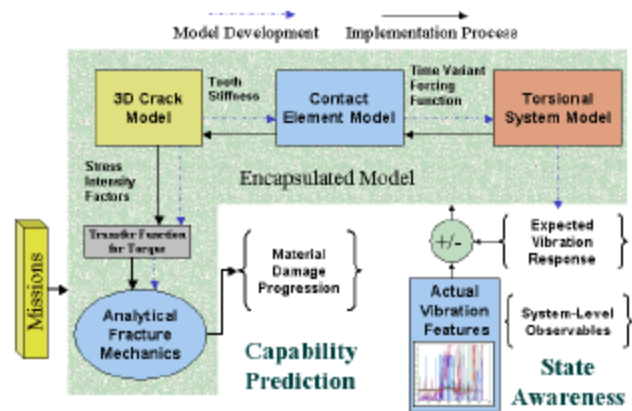 Model Development
Implementation Process
3D Crack
Model
Tooth
Stiffness
Contact
Element Model
Time Variant
Forcing
Function
Torsional
System Model
Stress
Intensity
Factors
Encapsulated Model
Transfer Function
for Torque
Missions
Analytical
Fracture
Mechanics
Material
Damage
Progression
+/-
Expected
Vibration
Response
Actual
Vibration
Features
System-Level
Observables
Capability
Prediction
State
Awareness